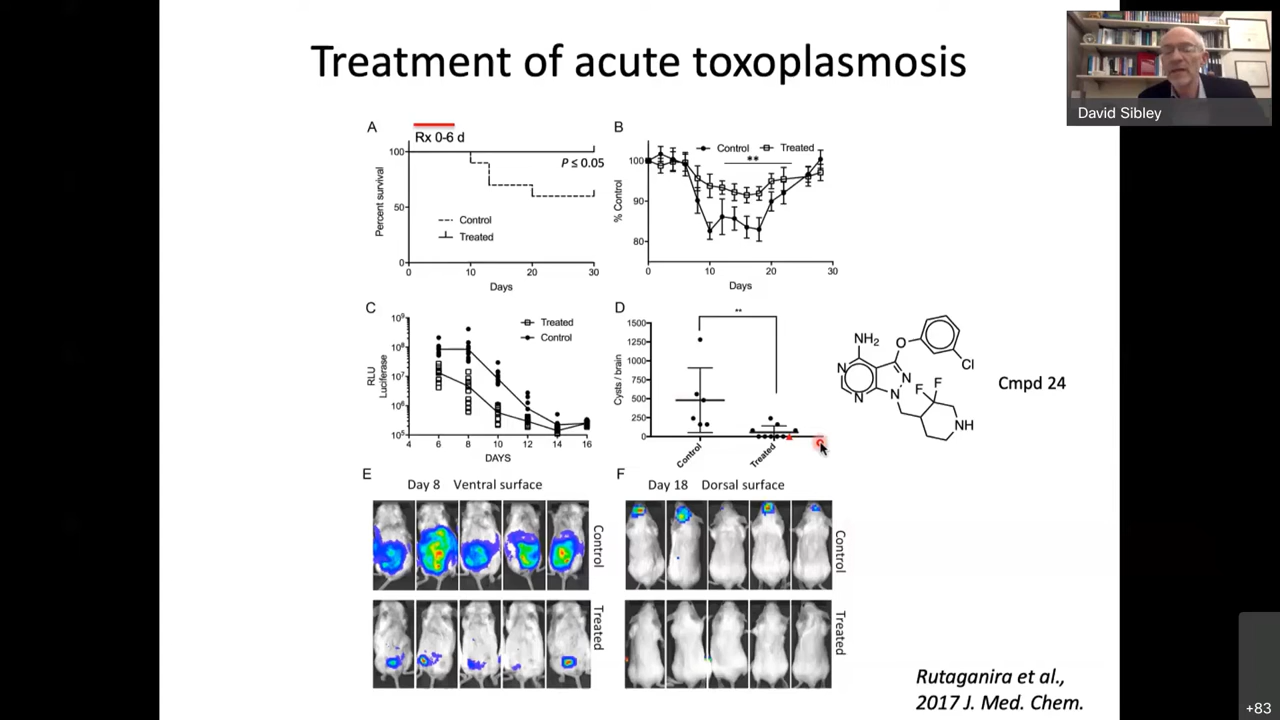 Treatment of acute toxoplasmosis
David Sibley
A
Rx 0-6 d
100
50
0
Percent survival
P ≤ 0.05
Control
Treated
0 10 20 30
Days
B
Control Treated
**
100
90
80
% Control
0 10 20 30
Days
C
10⁹
10⁸
10⁷
10⁶
10⁵
RLU
Luciferase
Treated
Control
4 6 8 10 12 14 16
DAYS
D
**
1500
1250
1000
750
500
250
0
Cysts / brain
Control
Treated
NH₂
O
Cl
N
N
N
N
F
F
NH
Cmpd 24
E
Day 8 Ventral surface
Control
Treated
F
Day 18 Dorsal surface
Control
Treated
Rutaganira et al.,
2017 J. Med. Chem.
+83